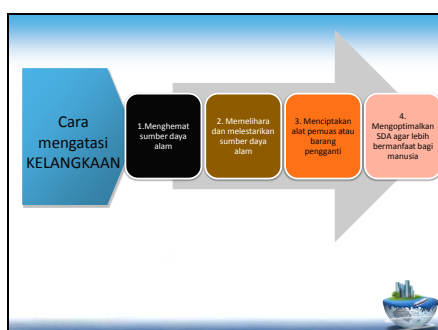 Cara
mengatasi
KELANGKAAN
1.Menghemat
sumber daya
alam
2. Memelihara
dan melestarikan
sumber daya
alam
3. Menciptakan
alat pemuas atau
barang
pengganti
4.
Mengoptimalkan
SDA agar lebih
bermanfaat bagi
manusia